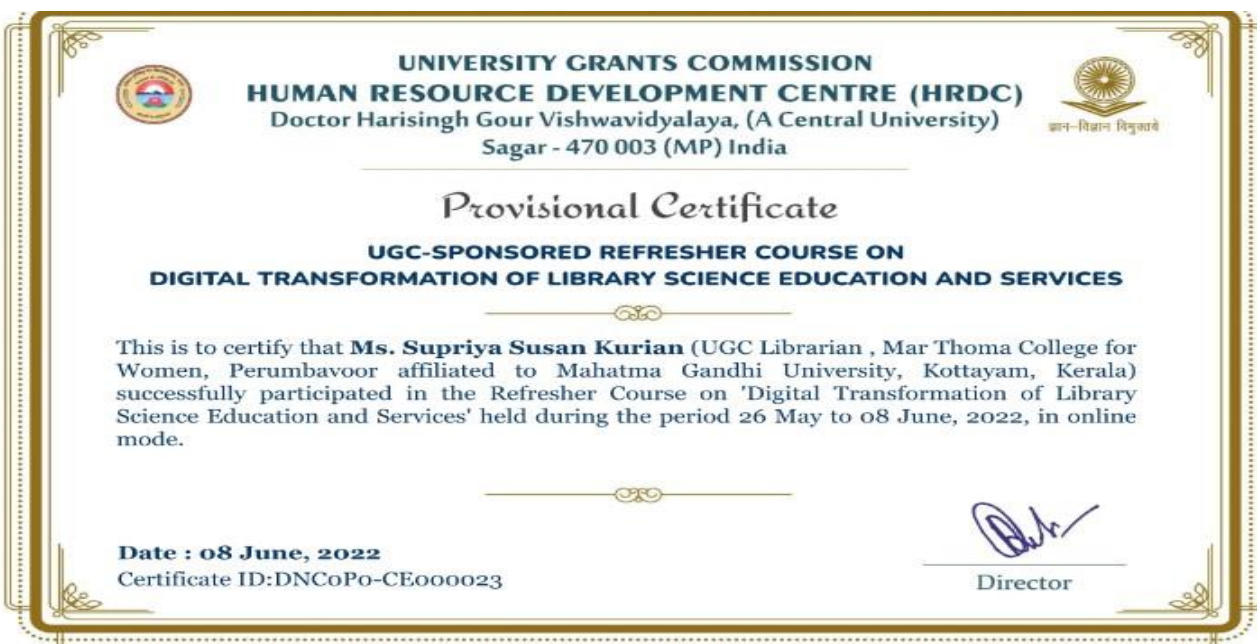 UNIVERSITY GRANTS COMMISSION
HUMAN RESOURCE DEVELOPMENT CENTRE (HRDC)
Doctor Harisingh Gour Vishwavidyalaya, (A Central University)
Sagar - 470 003 (MP) India
ज्ञान-विज्ञान विमुक्तये
Provisional Certificate
UGC-SPONSORED REFRESHER COURSE ON
DIGITAL TRANSFORMATION OF LIBRARY SCIENCE EDUCATION AND SERVICES
This is to certify that Ms. Supriya Susan Kurian (UGC Librarian , Mar Thoma College for
Women, Perumbavoor affiliated to Mahatma Gandhi University, Kottayam, Kerala)
successfully participated in the Refresher Course on 'Digital Transformation of Library
Science Education and Services' held during the period 26 May to 08 June, 2022, in online
mode.
Date : 08 June, 2022
Certificate ID:DNC0P0-CE000023
Director